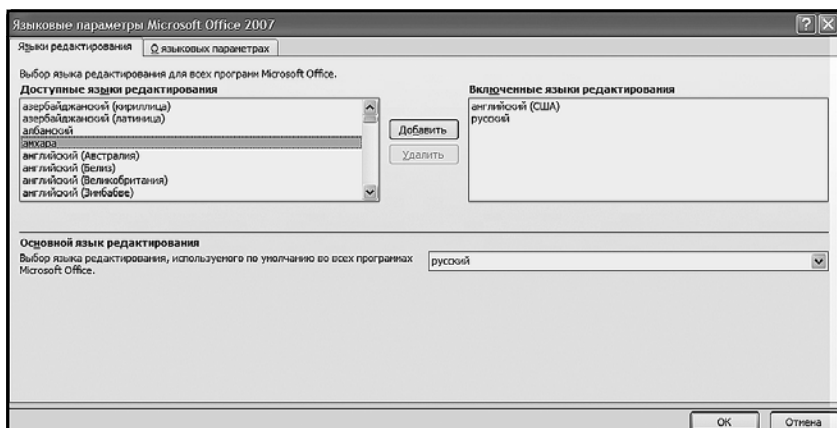 Языковые параметры Microsoft Office 2007
Языки редактирования
О языковых параметрах
Выбор языка редактирования для всех программ Microsoft Office.
Доступные языки редактирования
азербайджанский (кириллица)
азербайджанский (латиница)
албанский
амхара
английский (Австралия)
английский (Белиз)
английский (Великобритания)
английский (Зимбабве)
Добавить
Удалить
Включенные языки редактирования
английский (США)
русский
Основной язык редактирования
Выбор языка редактирования, используемого по умолчанию во всех программах
Microsoft Office.
русский
ОК
Отмена